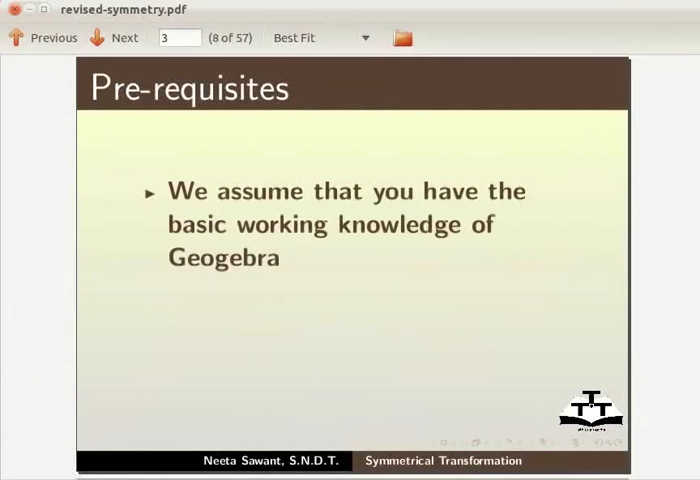 revised-symmetry.pdf
Previous Next 3 (8 of 57) Best Fit
Pre-requisites
We assume that you have the
basic working knowledge of
Geogebra
TTT
Neeta Sawant, S.N.D.T. Symmetrical Transformation